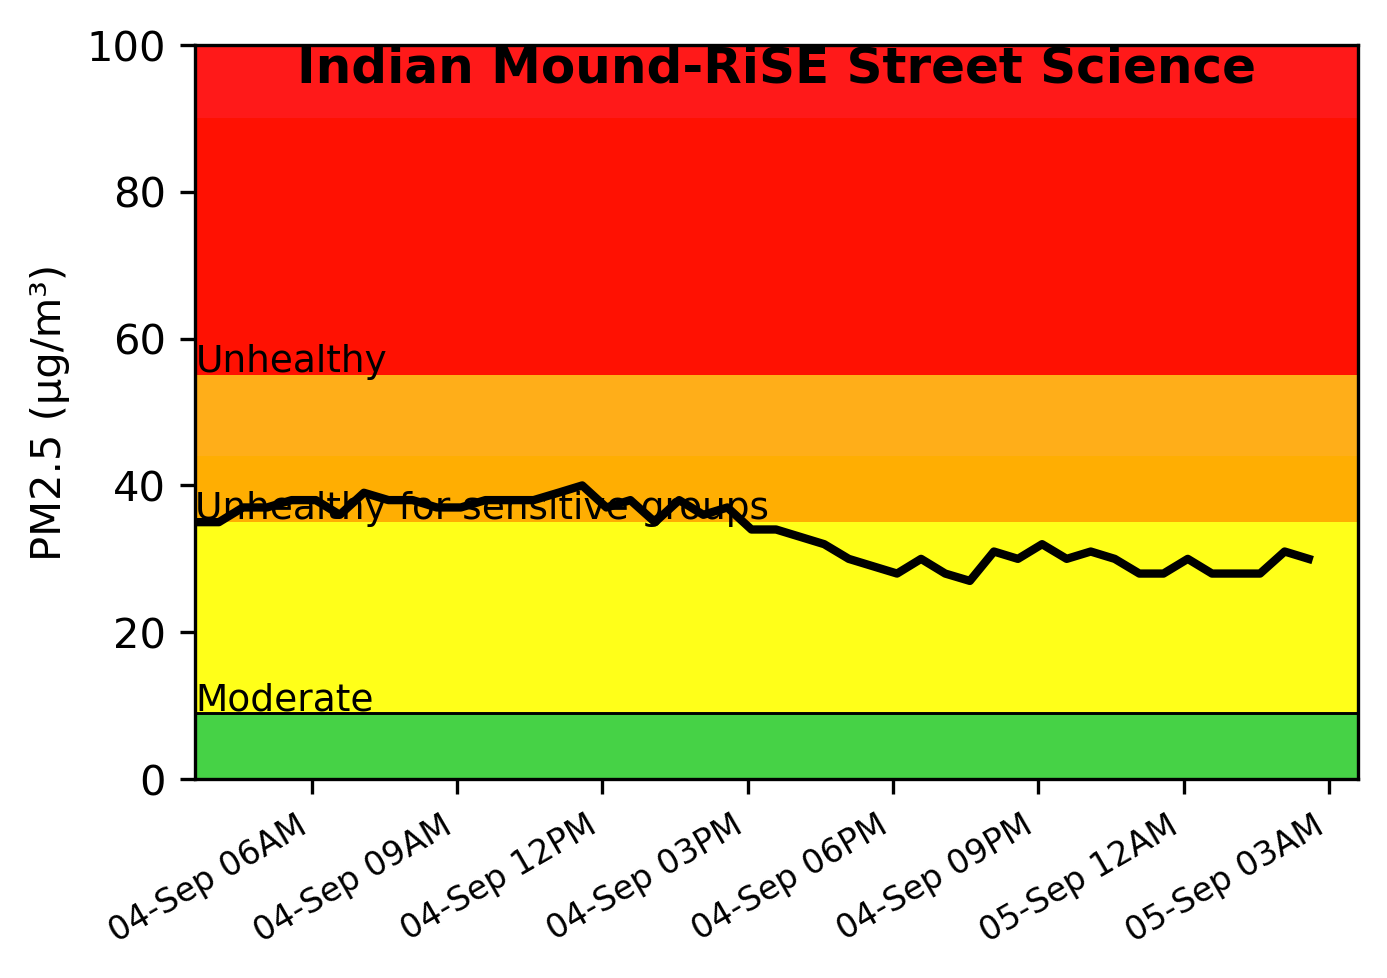 Indian Mound-RiSE Street Science
100
80
60
40
20
0
PM2.5 (µg/m³)
Unhealthy
Unhealthy for sensitive groups
Moderate
04-Sep 06AM
04-Sep 09AM
04-Sep 12PM
04-Sep 03PM
04-Sep 06PM
04-Sep 09PM
05-Sep 12AM
05-Sep 03AM